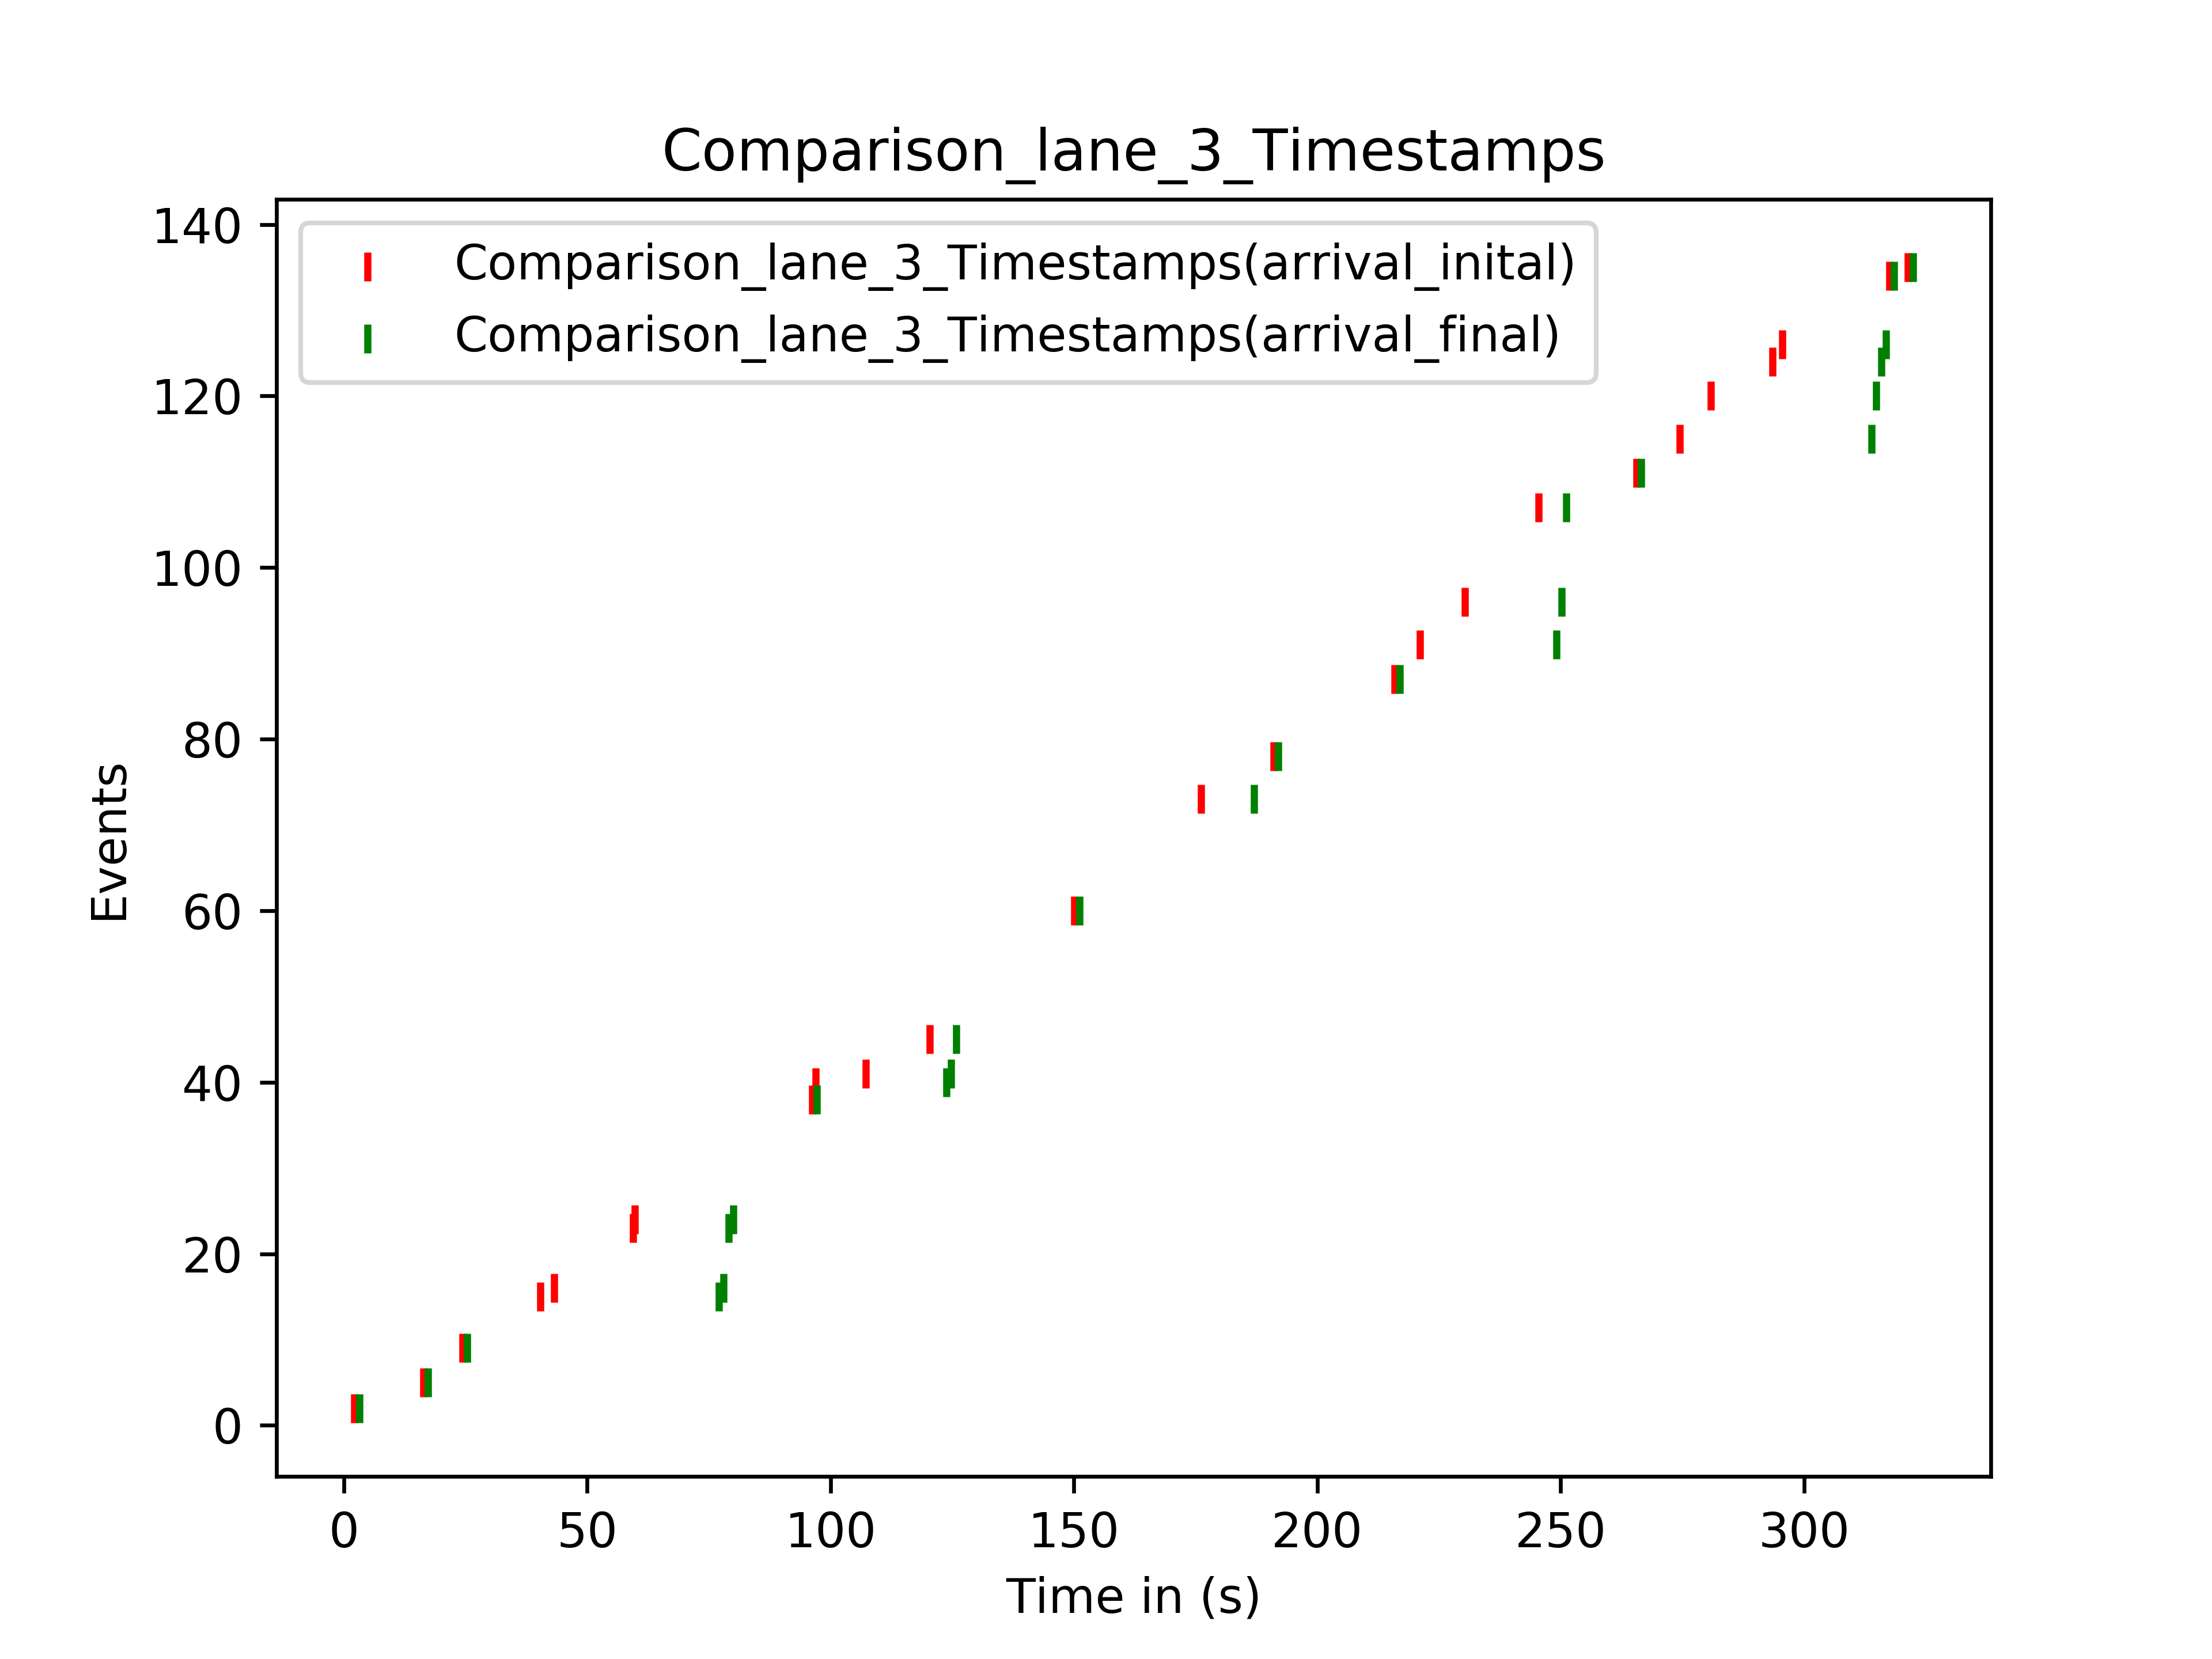 Comparison_lane_3_Timestamps
Comparison_lane_3_Timestamps(arrival_inital)
Comparison_lane_3_Timestamps(arrival_final)
140
120
100
80
60
40
20
0
Events
0 50 100 150 200 250 300
Time in (s)